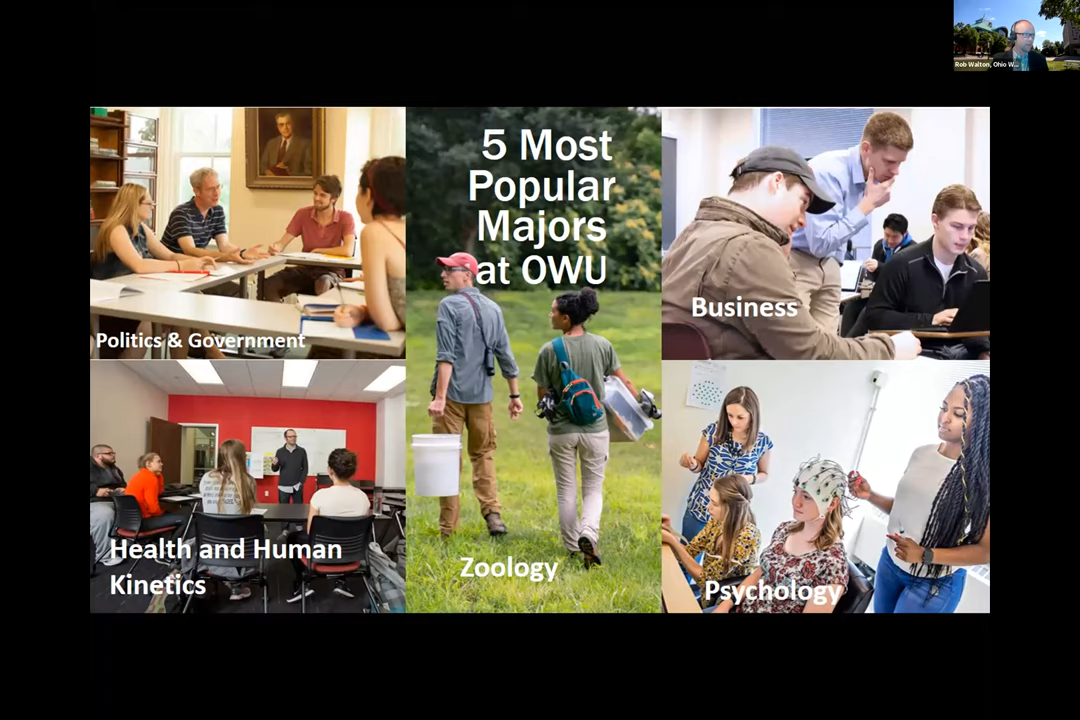 Rob Walton, Ohio W...
5 Most
Popular
Majors
at OWU
Politics & Government
Business
Health and Human
Kinetics
Zoology
Psychology